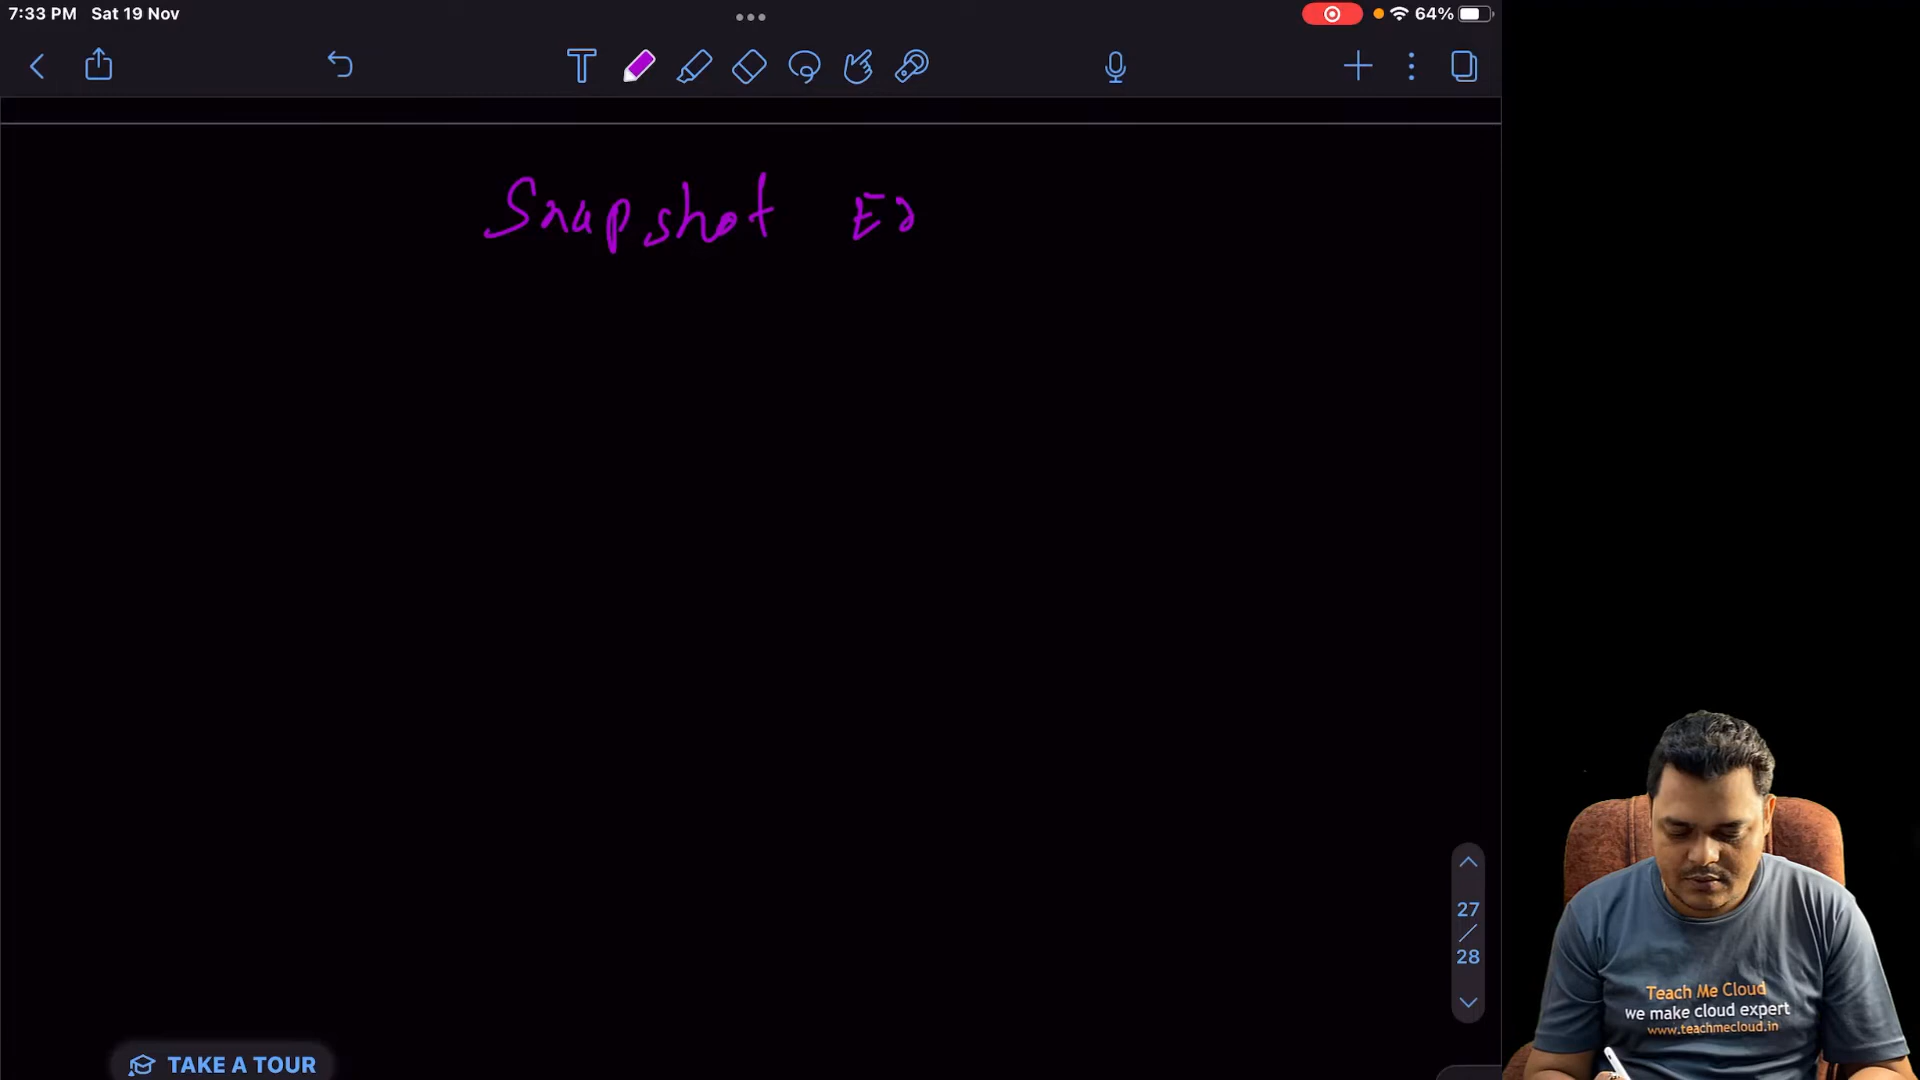 7:33 PM Sat 19 Nov 64%
T
Snapshot
27
/
28
TAKE A TOUR
Teach Me Cloud
we make cloud expert
www.teachmecloud.in